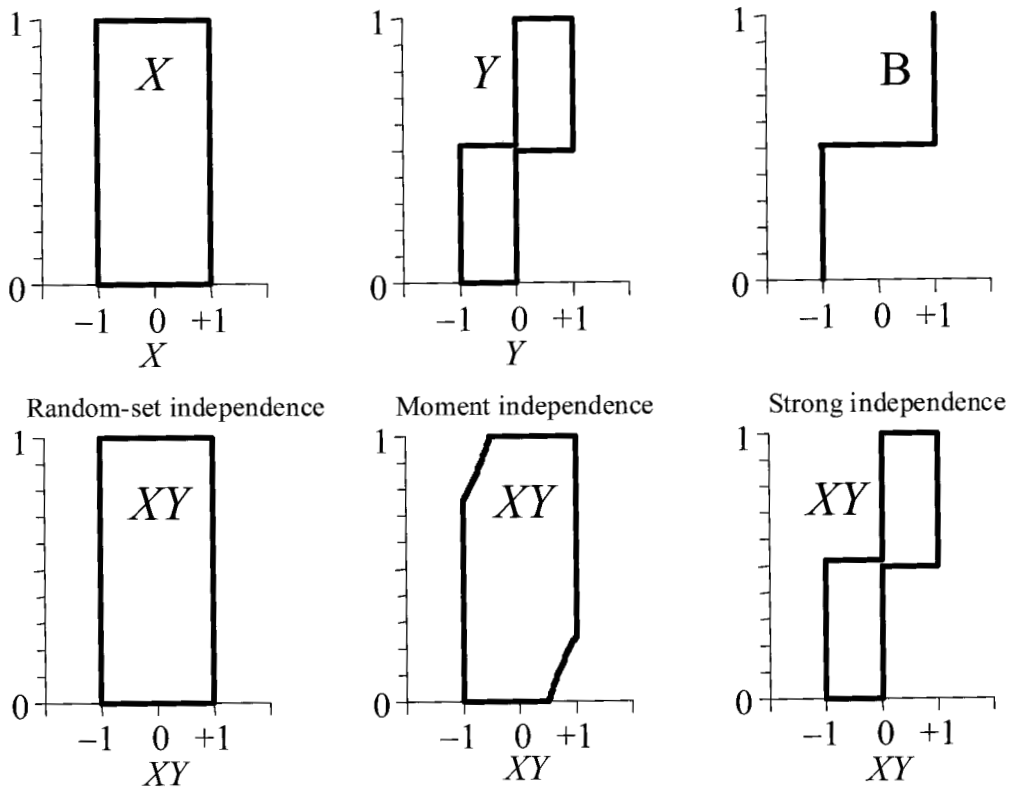 1
X
0
−1 0 +1
X
1
Y
0
−1 0 +1
Y
1
B
0
−1 0 +1
Random-set independence
1
XY
0
−1 0 +1
XY
Moment independence
1
XY
0
−1 0 +1
XY
Strong independence
1
XY
0
−1 0 +1
XY